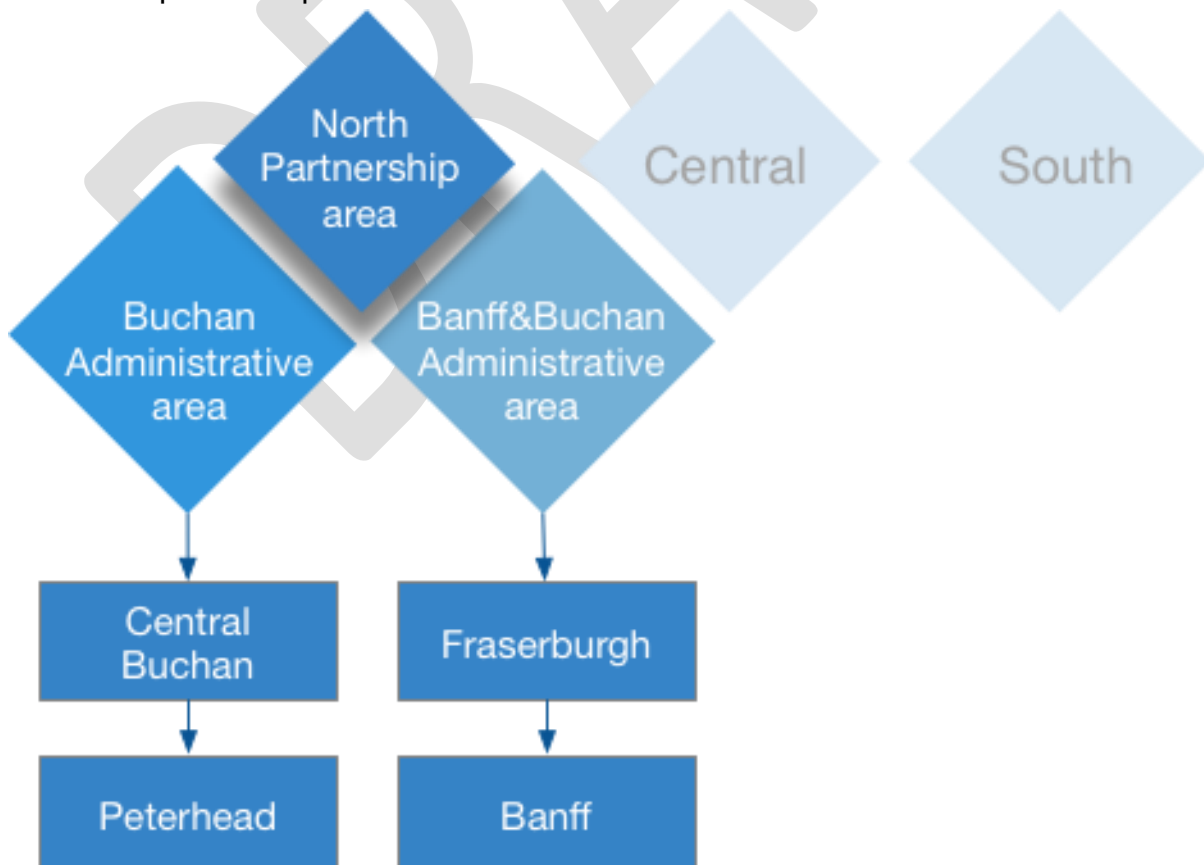 North
Partnership
area
Central
South
Buchan
Administrative
area
Banff&Buchan
Administrative
area
Central
Buchan
Fraserburgh
Peterhead
Banff